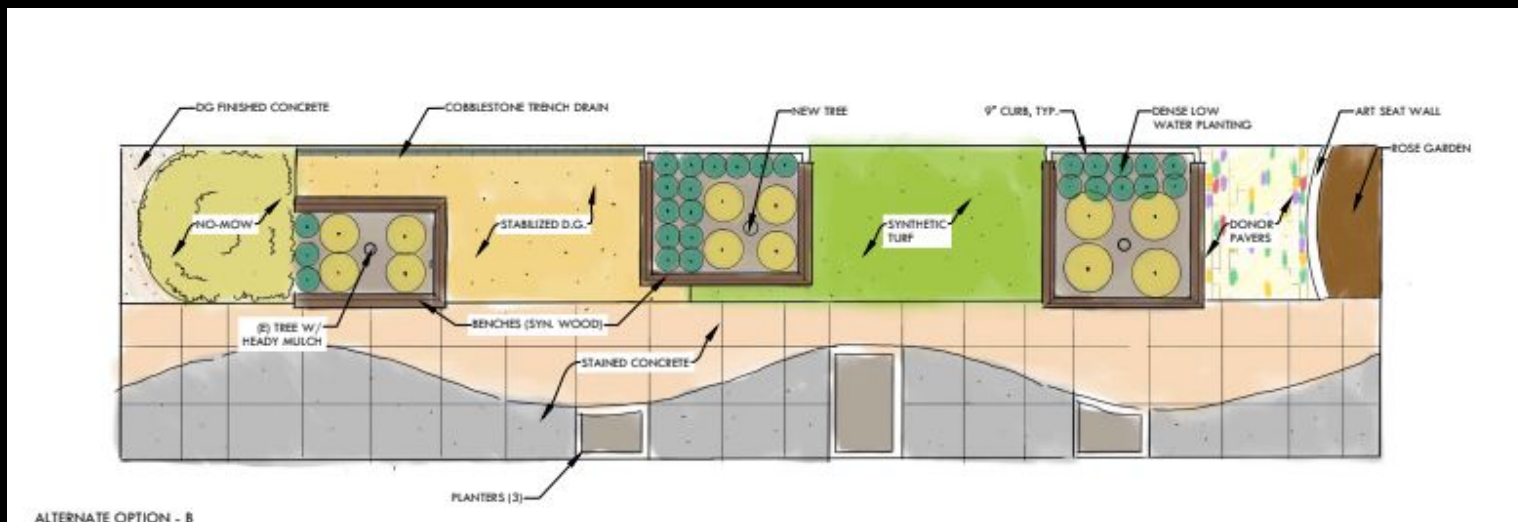 DG FINISHED CONCRETE
COBBLESTONE TRENCH DRAIN
NEW TREE
9" CURB, TYP.
DENSE LOW
WATER PLANTING
ART SEAT WALL
ROSE GARDEN
NO-MOW
STABILIZED D.G.
SYNTHETIC
TURF
DONOR
PAVERS
(E) TREE W/
HEADY MULCH
BENCHES (SYN. WOOD)
STAINED CONCRETE
PLANTERS (3)
ALTERNATE OPTION - B